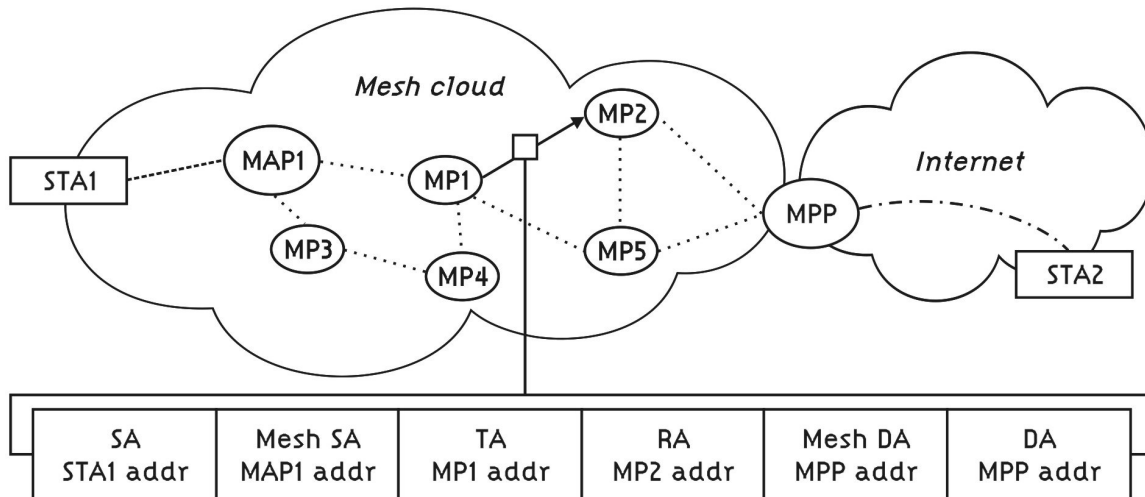 Mesh cloud
MP2
MAP1
MP1
STA1
Internet
MPP
MP3
MP5
MP4
STA2
SA
STA1 addr
Mesh SA
MAP1 addr
TA
MP1 addr
RA
MP2 addr
Mesh DA
MPP addr
DA
MPP addr